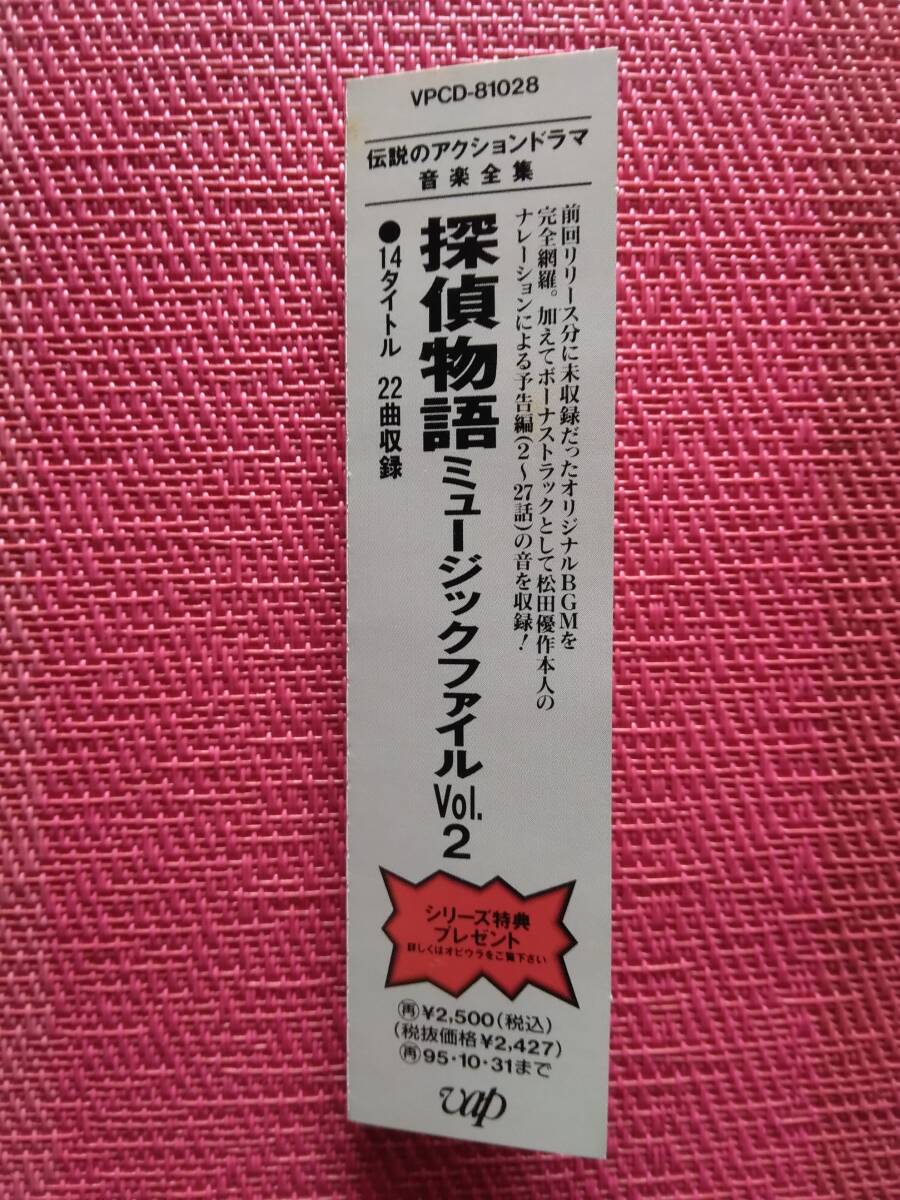 VPCD-81028
伝説のアクションドラマ
音楽全集
前回リリース分に未収録だったオリジナルBGMを
完全網羅。加えてボーナストラックとして松田優作本人の
ナレーションによる予告編(2〜27話)の音を収録!
探偵物語ミュージックファイルVol.2
●14タイトル 22曲収録
シリーズ特典
プレゼント
詳しくはオビウラをご覧下さい
㊢¥2,500(税込)
(税抜価格¥2,427)
㊢95・10・31まで
vap